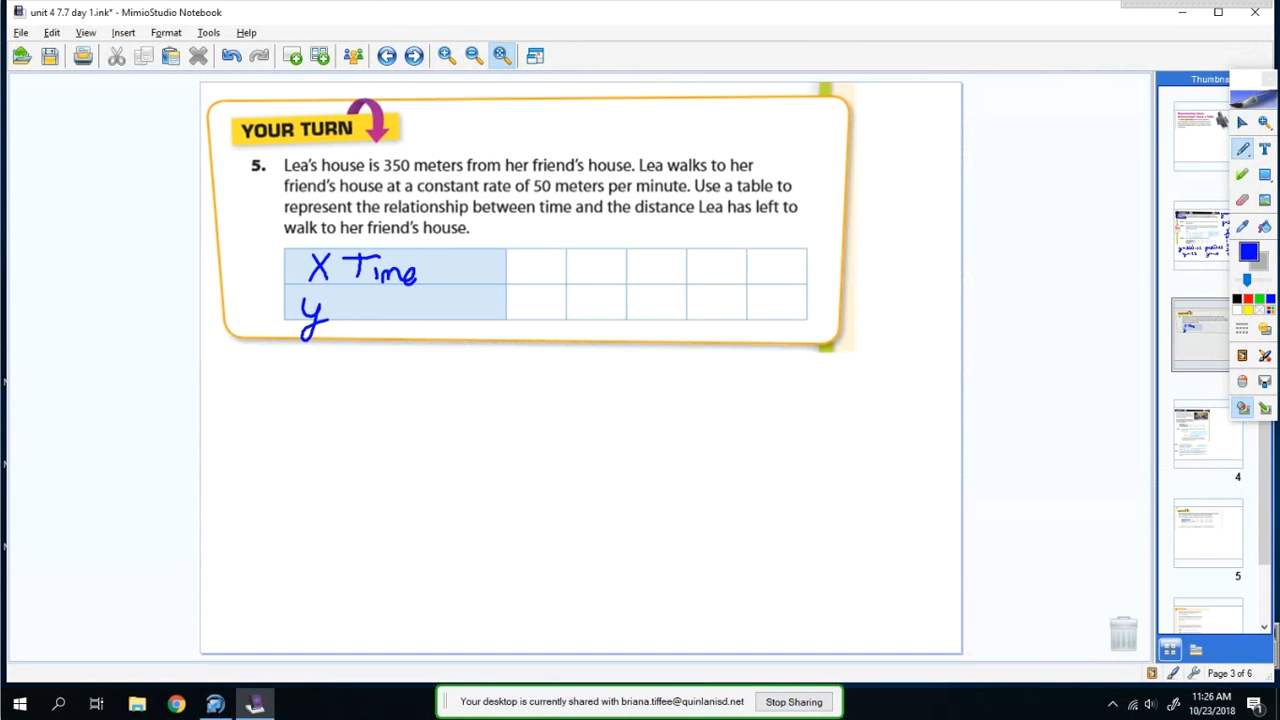 unit 4 7.7 day 1.ink* - MimioStudio Notebook
File Edit View Insert Format Tools Help
Thumbna
YOUR TURN
5. Lea's house is 350 meters from her friend's house. Lea walks to her
friend's house at a constant rate of 50 meters per minute. Use a table to
represent the relationship between time and the distance Lea has left to
walk to her friend's house.
X Time
y
4
5
Page 3 of 6
Your desktop is currently shared with briana.tiffee@quinlanisd.net Stop Sharing
11:26 AM
10/23/2018